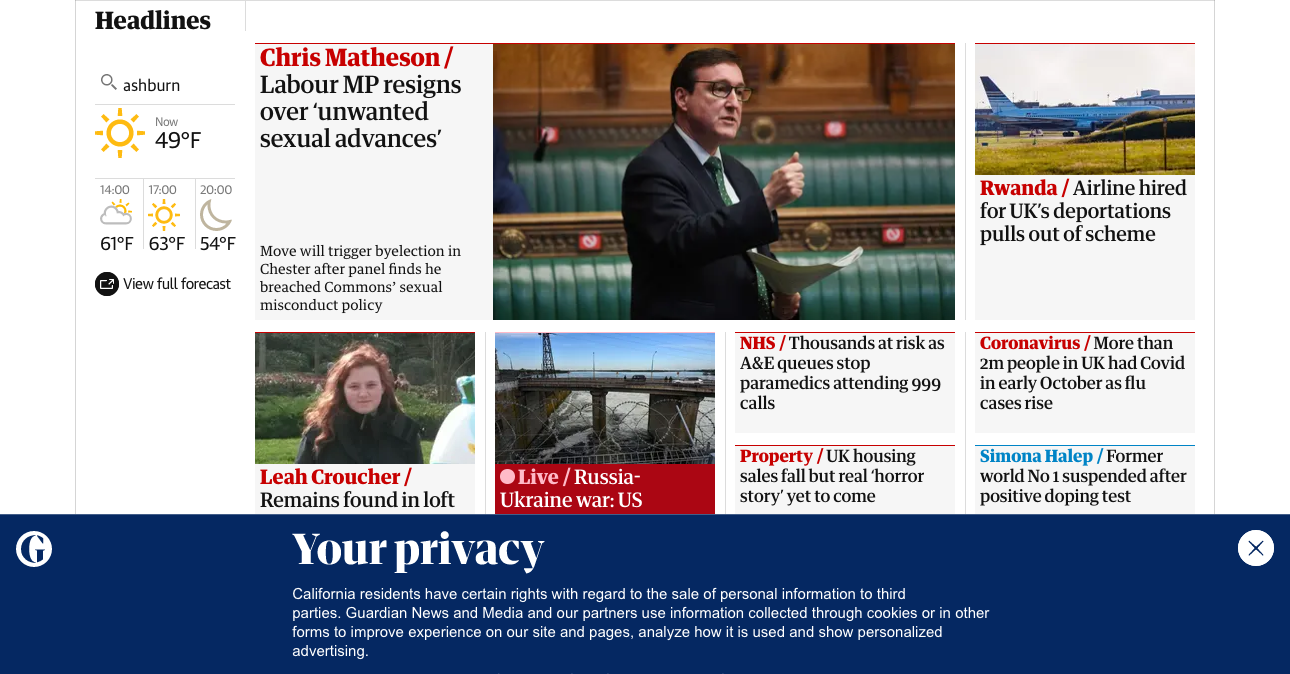 Headlines
ashburn
Now
49°F
14:00
17:00
20:00
61°F
63°F
54°F
View full forecast
Chris Matheson /
Labour MP resigns
over ‘unwanted
sexual advances’
Move will trigger byelection in
Chester after panel finds he
breached Commons’ sexual
misconduct policy
Rwanda / Airline hired
for UK’s deportations
pulls out of scheme
Leah Croucher /
Remains found in loft
Live / Russia-
Ukraine war: US
NHS / Thousands at risk as
A&E queues stop
paramedics attending 999
calls
Coronavirus / More than
2m people in UK had Covid
in early October as flu
cases rise
Property / UK housing
sales fall but real ‘horror
story’ yet to come
Simona Halep / Former
world No 1 suspended after
positive doping test
Your privacy
California residents have certain rights with regard to the sale of personal information to third
parties. Guardian News and Media and our partners use information collected through cookies or in other
forms to improve experience on our site and pages, analyze how it is used and show personalized
advertising.